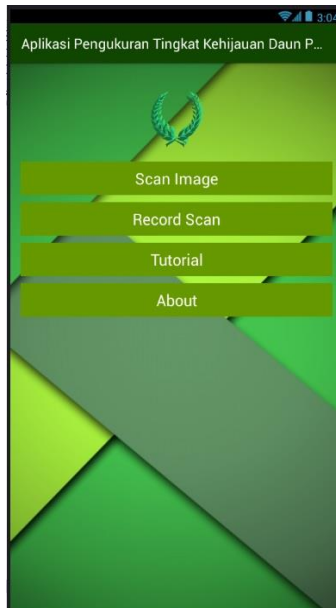 3:04
Aplikasi Pengukuran Tingkat Kehijauan Daun P...
Scan Image
Record Scan
Tutorial
About